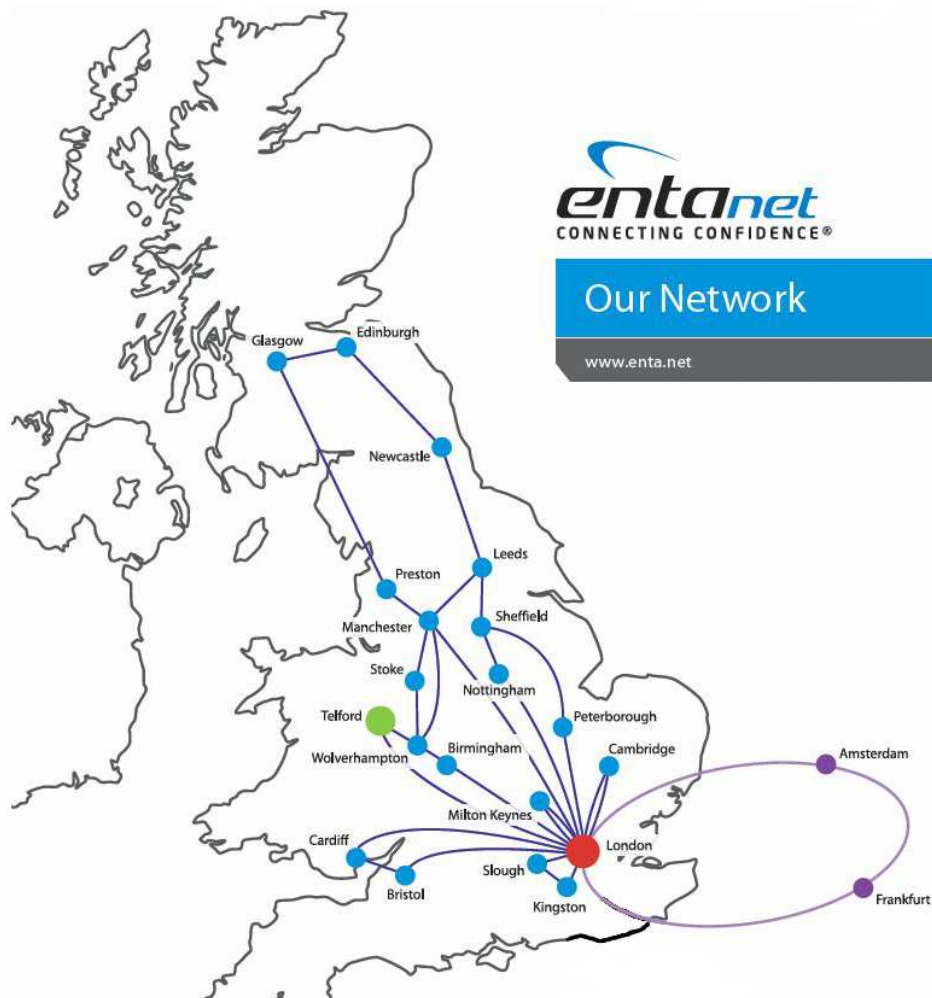 entanet
CONNECTING CONFIDENCE®
Our Network
www.enta.net
Edinburgh
Glasgow
Newcastle
Leeds
Preston
Sheffield
Manchester
Stoke
Nottingham
Telford
Peterborough
Wolverhampton
Birmingham
Cambridge
Amsterdam
Milton Keynes
Cardiff
London
Slough
Bristol
Kingston
Frankfurt